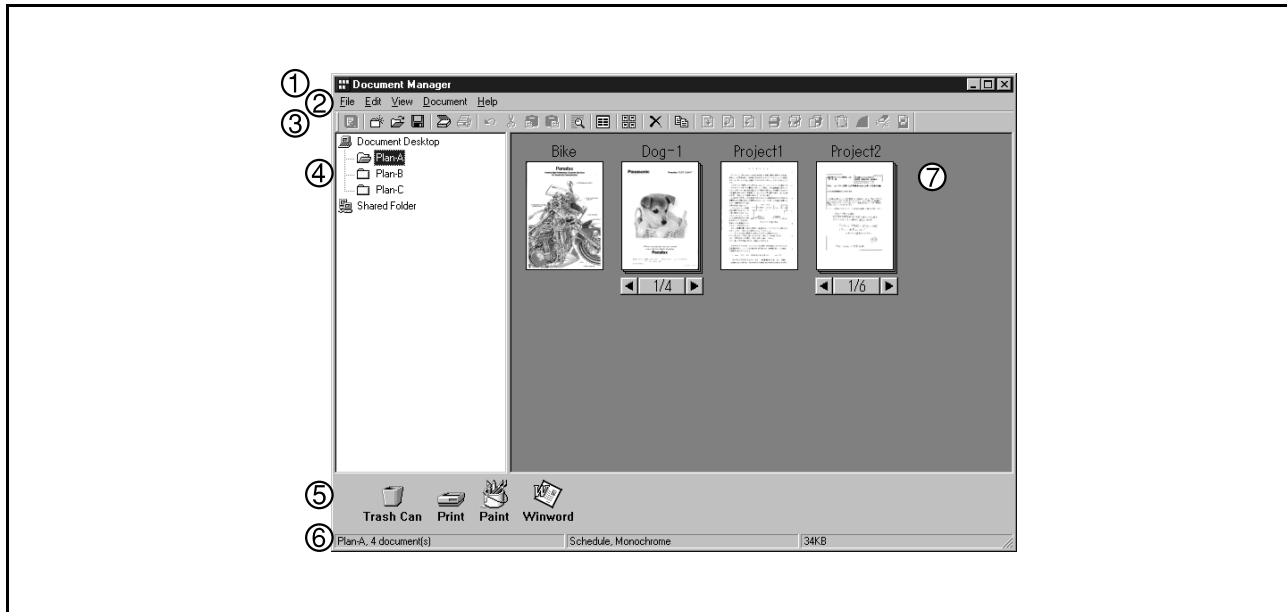 ① Document Manager
② File Edit View Document Help
③
④
Document Desktop
Plan-A
Plan-B
Plan-C
Shared Folder
Bike Dog-1 Project1 Project2
⑦
Panasonic
Panafax
1/4 1/6
⑤
Trash Can Print Paint Winword
⑥ Plan-A, 4 document(s) Schedule, Monochrome 34KB